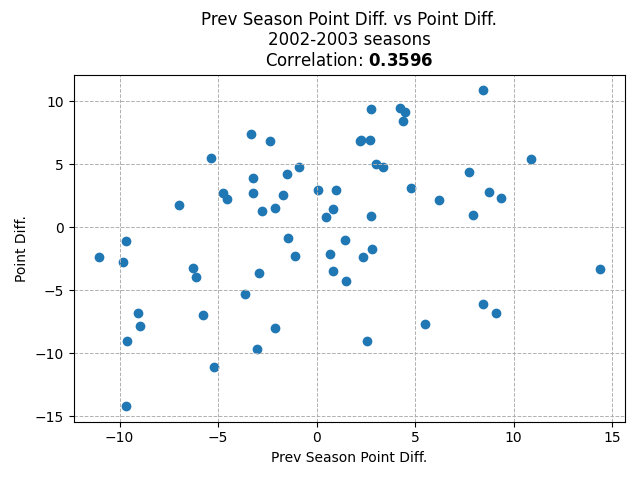 Prev Season Point Diff. vs Point Diff.
2002-2003 seasons
Correlation: 0.3596
10
5
0
−5
−10
−15
Point Diff.
−10
−5
0
5
10
15
Prev Season Point Diff.